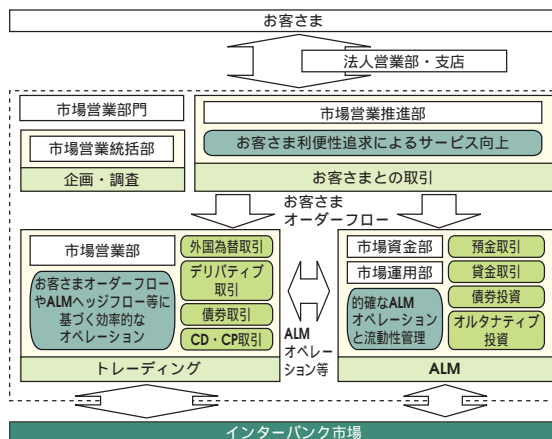 お客さま
法人営業部・支店
市場営業部門
市場営業統括部
企画・調査
市場営業推進部
お客さま利便性追求によるサービス向上
お客さまとの取引
お客さま
オーダーフロー
市場営業部
お客さまオーダーフロー
やALMヘッジフロー等に
基づく効率的な
オペレーション
外国為替取引
デリバティブ
取引
債券取引
CD・CP取引
トレーディング
ALM
オペレー
ション等
市場資金部
市場運用部
的確なALM
オペレーション
と流動性管理
預金取引
貸金取引
債券投資
オルタナティブ
投資
ALM
インターバンク市場